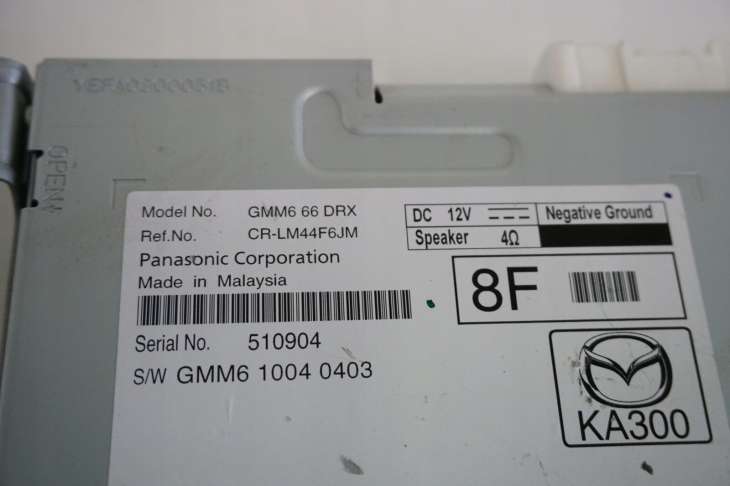 VEFA02000518
OPEN
Model No. GMM6 66 DRX
Ref.No. CR-LM44F6JM
Panasonic Corporation
Made in Malaysia
DC 12V
Negative Ground
Speaker 4Ω
8F
Serial No. 510904
S/W GMM6 1004 0403
KA300